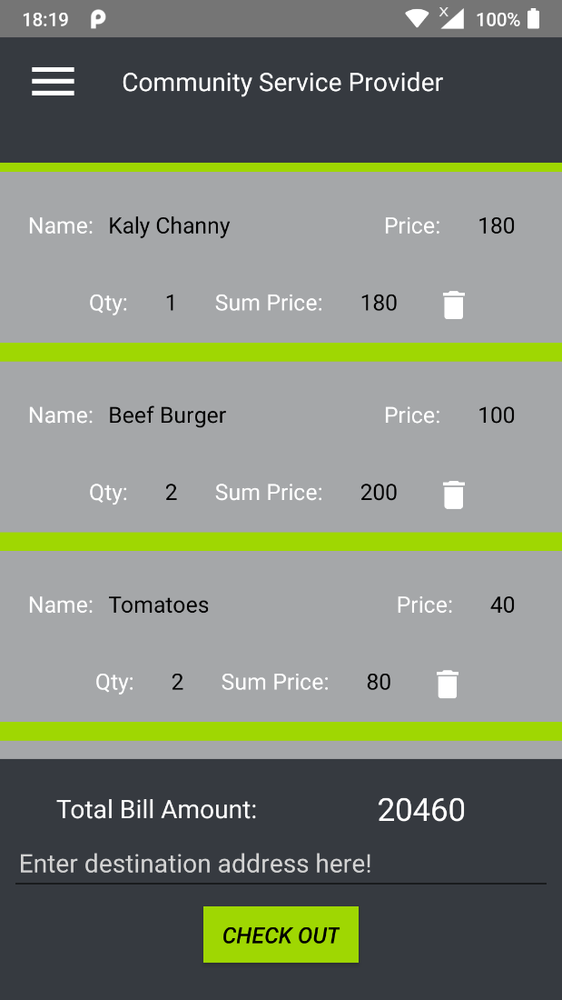 18:19 100%
Community Service Provider
Name: Kaly Channy Price: 180
Qty: 1 Sum Price: 180
Name: Beef Burger Price: 100
Qty: 2 Sum Price: 200
Name: Tomatoes Price: 40
Qty: 2 Sum Price: 80
Total Bill Amount: 20460
Enter destination address here!
CHECK OUT